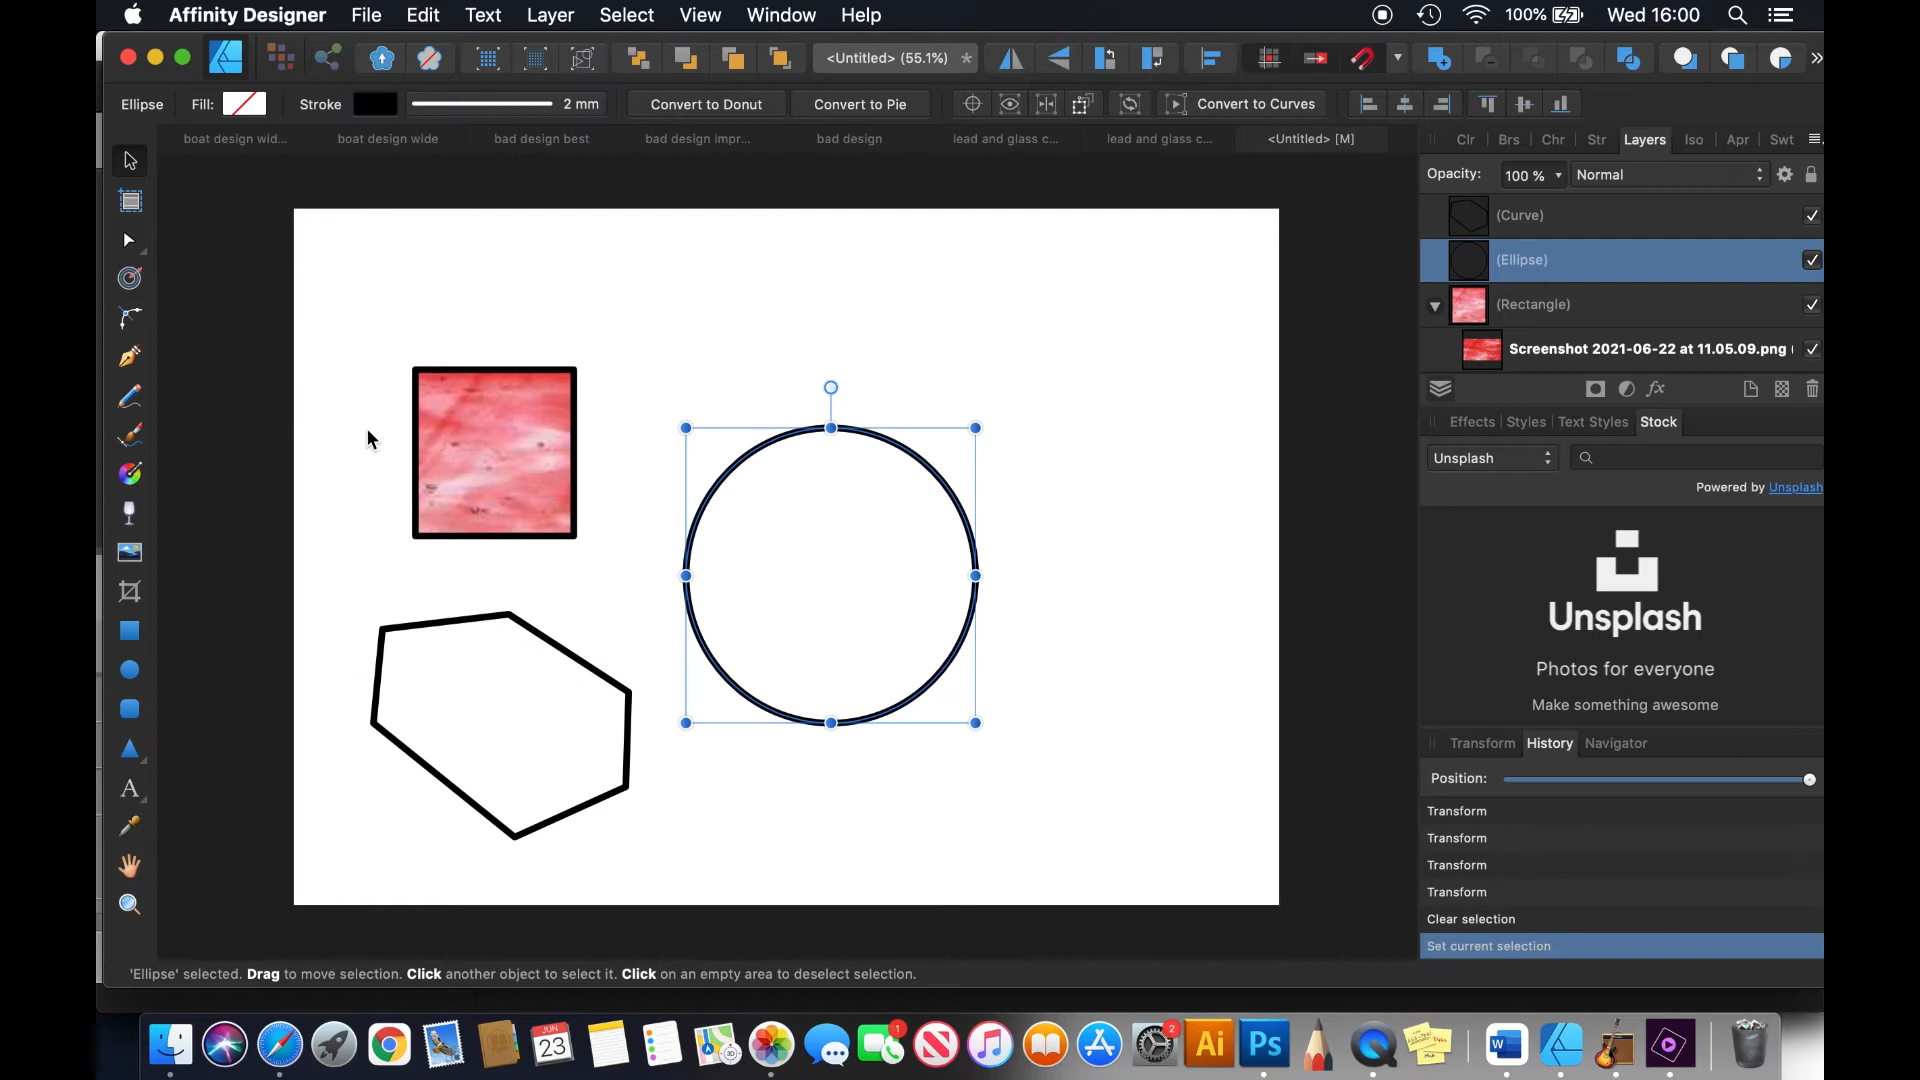 Affinity Designer File Edit Text Layer Select View Window Help 100% Wed 16:00
<Untitled> (55.1%) *
Ellipse Fill: Stroke 2 mm Convert to Donut Convert to Pie Convert to Curves
boat design wid... boat design wide bad design best bad design impr... bad design lead and glass c... lead and glass c... <Untitled> [M]
Clr Brs Chr Str Layers Iso Apr Swt
Opacity: 100 % Normal
(Curve)
(Ellipse)
(Rectangle)
Screenshot 2021-06-22 at 11.05.09.png
fx
Effects Styles Text Styles Stock
Unsplash
Powered by Unsplash
Unsplash
Photos for everyone
Make something awesome
Transform History Navigator
Position:
Transform
Transform
Transform
Transform
Clear selection
Set current selection
A
'Ellipse' selected. Drag to move selection. Click another object to select it. Click on an empty area to deselect selection.
JUN
23
3D
1
2
Ai
Ps
W